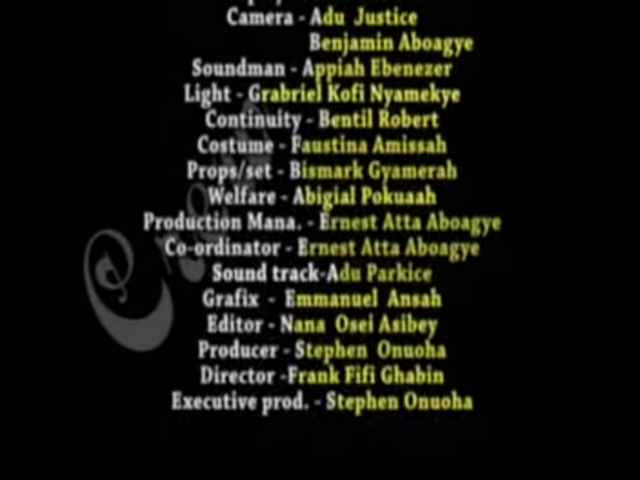 Camera - Adu Justice
Benjamin Aboagye
Soundman - Appiah Ebenezer
Light - Grabriel Kofi Nyamekye
Continuity - Bentil Robert
Costume - Faustina Amissah
Props/set - Bismark Gyamerah
Welfare - Abigial Pokuaah
Production Mana. - Ernest Atta Aboagye
Co-ordinator - Ernest Atta Aboagye
Sound track-Adu Parkice
Grafix - Emmanuel Ansah
Editor - Nana Osei Asibey
Producer - Stephen Onuoha
Director -Frank Fifi Ghabin
Executive prod. - Stephen Onuoha
Crew